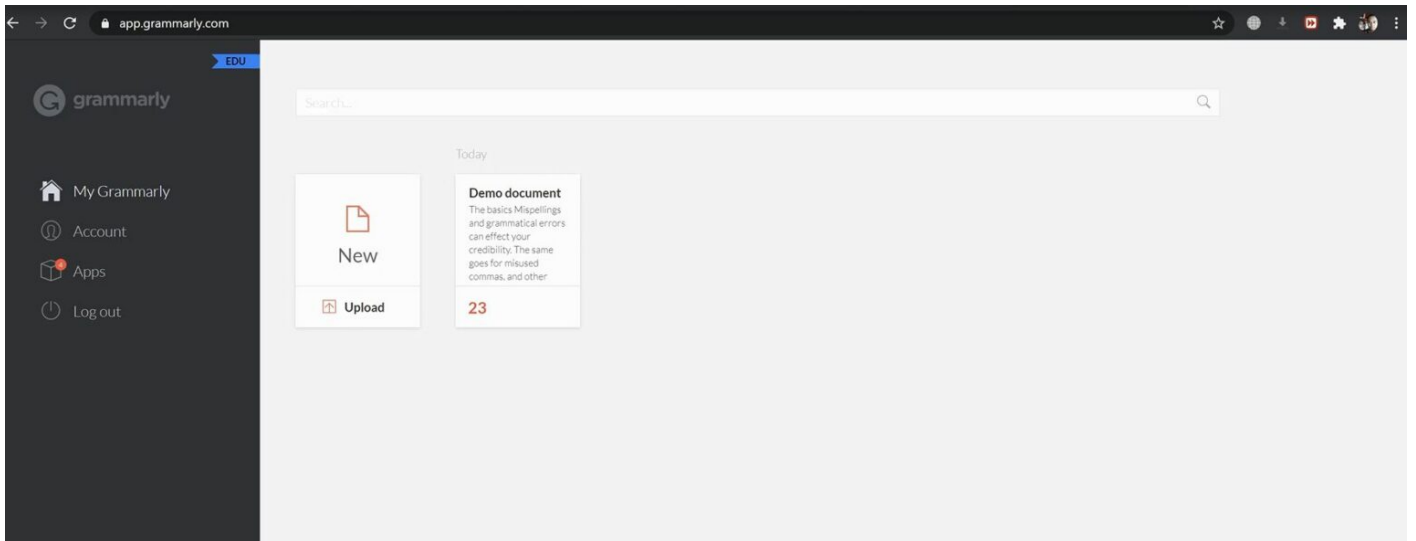 app.grammarly.com
EDU
grammarly
Search...
My Grammarly
Account
4
Apps
Log out
New
Upload
Today
Demo document
The basics Mispellings
and grammatical errors
can effect your
credibility. The same
goes for misused
commas, and other
23